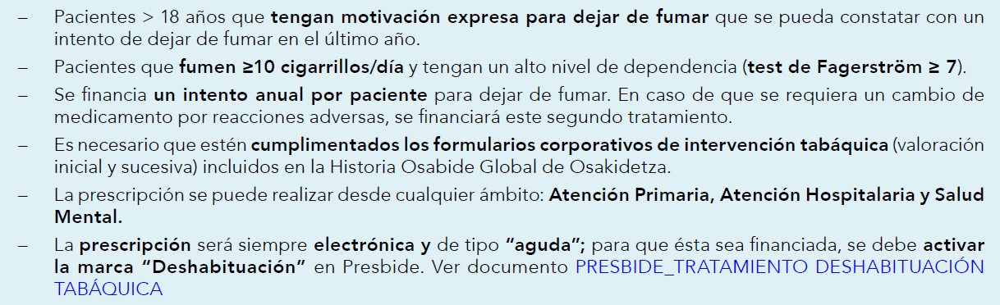 – Pacientes > 18 años que tengan motivación expresa para dejar de fumar que se pueda constatar con un
intento de dejar de fumar en el último año.
– Pacientes que fumen ≥10 cigarrillos/día y tengan un alto nivel de dependencia (test de Fagerström ≥ 7).
– Se financia un intento anual por paciente para dejar de fumar. En caso de que se requiera un cambio de
medicamento por reacciones adversas, se financiará este segundo tratamiento.
– Es necesario que estén cumplimentados los formularios corporativos de intervención tabáquica (valoración
inicial y sucesiva) incluidos en la Historia Osabide Global de Osakidetza.
– La prescripción se puede realizar desde cualquier ámbito: Atención Primaria, Atención Hospitalaria y Salud
Mental.
– La prescripción será siempre electrónica y de tipo “aguda”; para que ésta sea financiada, se debe activar
la marca “Deshabituación” en Presbide. Ver documento PRESBIDE_TRATAMIENTO DESHABITUACIÓN
TABÁQUICA